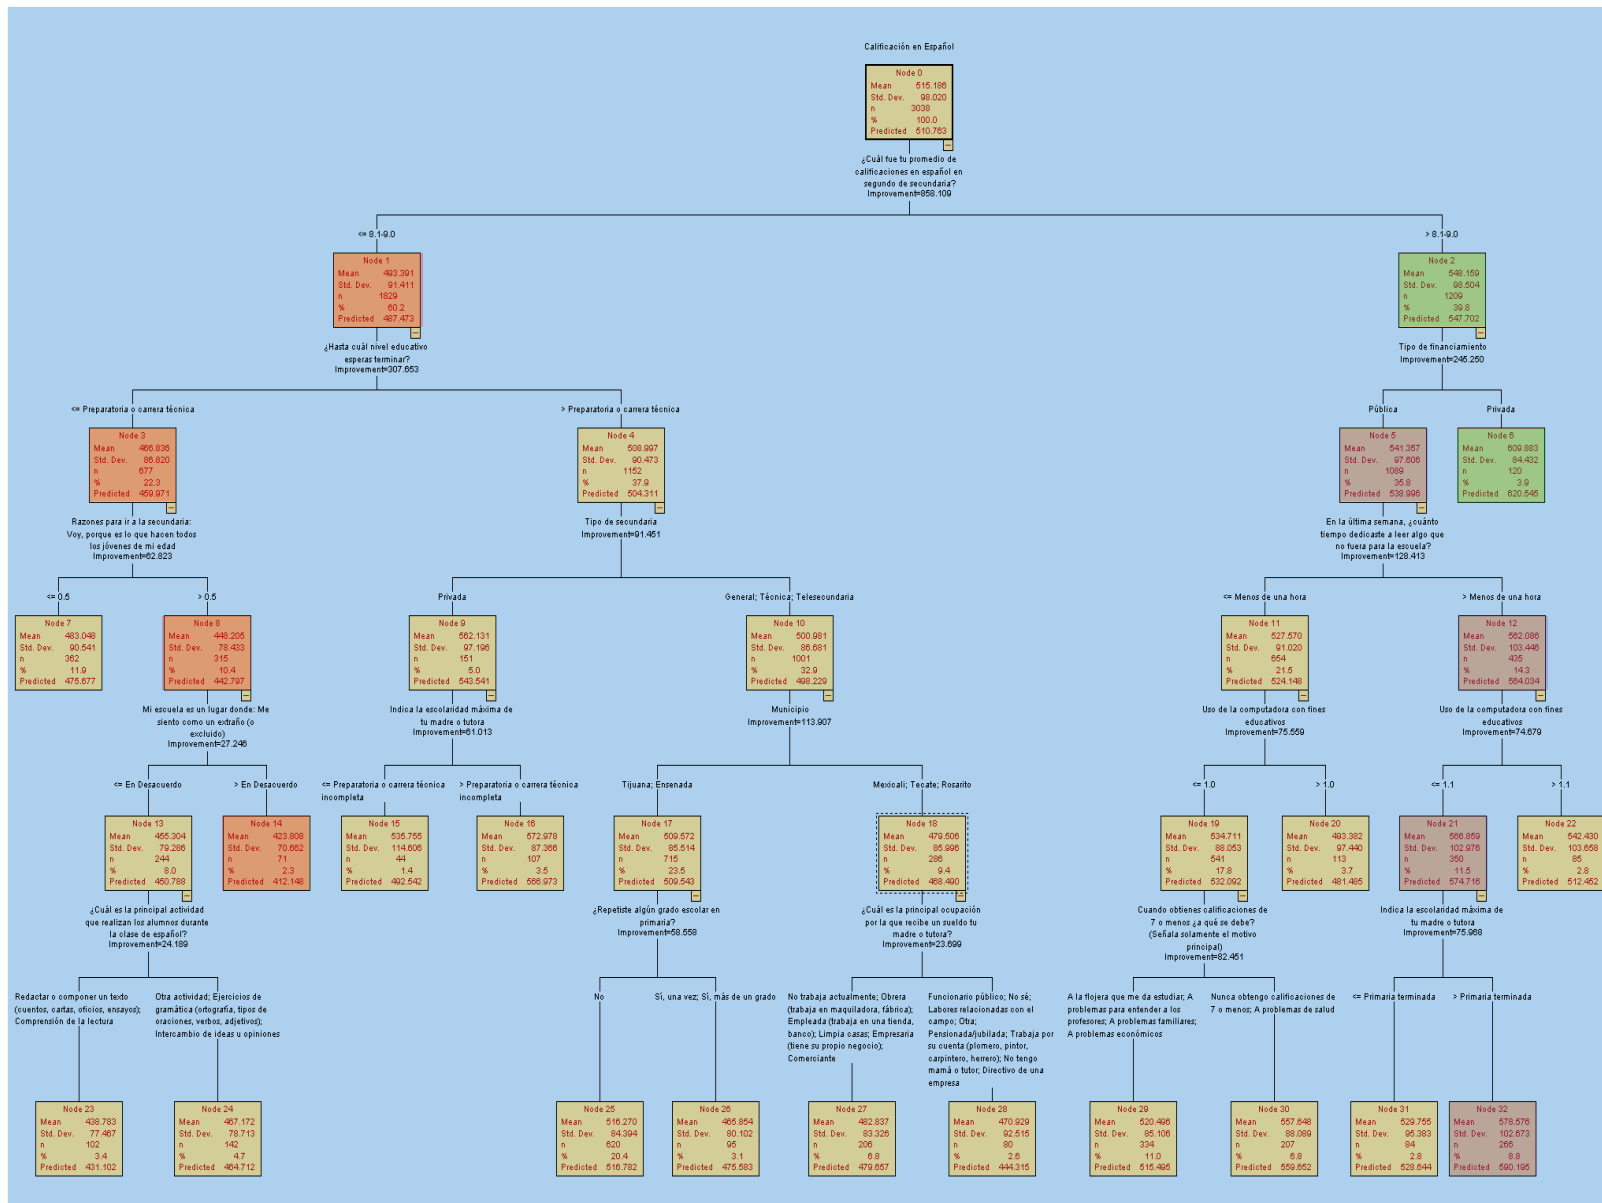 Calificación en Español
Node 0
Mean 515.186
Std. Dev. 98.020
n 3038
% 100.0
Predicted 510.763
¿Cuál fue tu promedio de
calificaciones en español en
segundo de secundaria?
Improvement=858.109
<= 8.1-9.0
> 8.1-9.0
Node 1
Mean 493.391
Std. Dev. 91.411
n 1829
% 60.2
Predicted 487.473
Node 2
Mean 548.159
Std. Dev. 98.504
n 1209
% 39.8
Predicted 547.702
¿Hasta cuál nivel educativo
esperas terminar?
Improvement=307.653
Tipo de financiamiento
Improvement=245.250
<= Preparatoria o carrera técnica
> Preparatoria o carrera técnica
Pública
Privada
Node 3
Mean 466.836
Std. Dev. 86.820
n 677
% 22.3
Predicted 459.971
Node 4
Mean 508.997
Std. Dev. 90.473
n 1152
% 37.9
Predicted 504.311
Node 5
Mean 541.357
Std. Dev. 97.606
n 1089
% 35.8
Predicted 538.996
Node 6
Mean 609.883
Std. Dev. 84.432
n 120
% 3.9
Predicted 620.545
Razones para ir a la secundaria:
Voy, porque es lo que hacen todos
los jóvenes de mi edad
Improvement=62.823
Tipo de secundaria
Improvement=91.451
En la última semana, ¿cuánto
tiempo dedicaste a leer algo que
no fuera para la escuela?
Improvement=128.413
<= 0.5
> 0.5
Privada
General; Técnica; Telesecundaria
<= Menos de una hora
> Menos de una hora
Node 7
Mean 483.048
Std. Dev. 90.541
n 362
% 11.9
Predicted 475.677
Node 8
Mean 448.205
Std. Dev. 78.433
n 315
% 10.4
Predicted 442.797
Node 9
Mean 562.131
Std. Dev. 97.196
n 151
% 5.0
Predicted 543.541
Node 10
Mean 500.981
Std. Dev. 86.681
n 1001
% 32.9
Predicted 498.229
Node 11
Mean 527.570
Std. Dev. 91.020
n 654
% 21.5
Predicted 524.148
Node 12
Mean 562.086
Std. Dev. 103.446
n 435
% 14.3
Predicted 564.034
Mi escuela es un lugar donde: Me
siento como un extraño (o
excluido)
Improvement=27.246
Indica la escolaridad máxima de
tu madre o tutora
Improvement=61.013
Municipio
Improvement=113.907
Uso de la computadora con fines
educativos
Improvement=75.559
Uso de la computadora con fines
educativos
Improvement=74.679
<= En Desacuerdo
> En Desacuerdo
<= Preparatoria o carrera técnica
incompleta
> Preparatoria o carrera técnica
incompleta
Tijuana; Ensenada
Mexicali; Tecate; Rosarito
<= 1.0
> 1.0
<= 1.1
> 1.1
Node 13
Mean 455.304
Std. Dev. 79.286
n 244
% 8.0
Predicted 450.788
Node 14
Mean 423.808
Std. Dev. 70.662
n 71
% 2.3
Predicted 412.148
Node 15
Mean 535.755
Std. Dev. 114.606
n 44
% 1.4
Predicted 492.542
Node 16
Mean 572.978
Std. Dev. 87.366
n 107
% 3.5
Predicted 566.973
Node 17
Mean 509.572
Std. Dev. 85.514
n 715
% 23.5
Predicted 509.543
Node 18
Mean 479.506
Std. Dev. 85.996
n 286
% 9.4
Predicted 468.490
Node 19
Mean 534.711
Std. Dev. 88.053
n 541
% 17.8
Predicted 532.092
Node 20
Mean 493.382
Std. Dev. 97.440
n 113
% 3.7
Predicted 481.485
Node 21
Mean 566.859
Std. Dev. 102.976
n 350
% 11.5
Predicted 574.716
Node 22
Mean 542.430
Std. Dev. 103.658
n 85
% 2.8
Predicted 512.452
¿Cuál es la principal actividad
que realizan los alumnos durante
la clase de español?
Improvement=24.189
¿Repetiste algún grado escolar en
primaria?
Improvement=58.558
¿Cuál es la principal ocupación
por la que recibe un sueldo tu
madre o tutora?
Improvement=23.699
Cuando obtienes calificaciones de
7 o menos ¿a qué se debe?
(Señala solamente el motivo
principal)
Improvement=82.451
Indica la escolaridad máxima de
tu madre o tutora
Improvement=75.968
Redactar o componer un texto
(cuentos, cartas, oficios, ensayos);
Comprensión de la lectura
Otra actividad; Ejercicios de
gramática (ortografía, tipos de
oraciones, verbos, adjetivos);
Intercambio de ideas u opiniones
No
Sí, una vez; Sí, más de un grado
No trabaja actualmente; Obrera
(trabaja en maquiladora, fábrica);
Empleada (trabaja en una tienda,
banco); Limpia casas; Empresaria
(tiene su propio negocio);
Comerciante
Funcionario público; No sé;
Labores relacionadas con el
campo; Otra;
Pensionada/jubilada; Trabaja por
su cuenta (plomero, pintor,
carpintero, herrero); No tengo
mamá o tutor; Directivo de una
empresa
A la flojera que me da estudiar; A
problemas para entender a los
profesores; A problemas familiares;
A problemas económicos
Nunca obtengo calificaciones de
7 o menos; A problemas de salud
<= Primaria terminada
> Primaria terminada
Node 23
Mean 438.783
Std. Dev. 77.467
n 102
% 3.4
Predicted 431.102
Node 24
Mean 467.172
Std. Dev. 78.713
n 142
% 4.7
Predicted 464.712
Node 25
Mean 516.270
Std. Dev. 84.394
n 620
% 20.4
Predicted 516.782
Node 26
Mean 465.854
Std. Dev. 80.102
n 95
% 3.1
Predicted 475.583
Node 27
Mean 482.837
Std. Dev. 83.326
n 206
% 6.8
Predicted 479.657
Node 28
Mean 470.929
Std. Dev. 92.515
n 80
% 2.6
Predicted 444.315
Node 29
Mean 520.496
Std. Dev. 85.106
n 334
% 11.0
Predicted 515.495
Node 30
Mean 557.648
Std. Dev. 88.089
n 207
% 6.8
Predicted 559.652
Node 31
Mean 529.755
Std. Dev. 95.383
n 84
% 2.8
Predicted 528.644
Node 32
Mean 578.576
Std. Dev. 102.673
n 266
% 8.8
Predicted 590.195